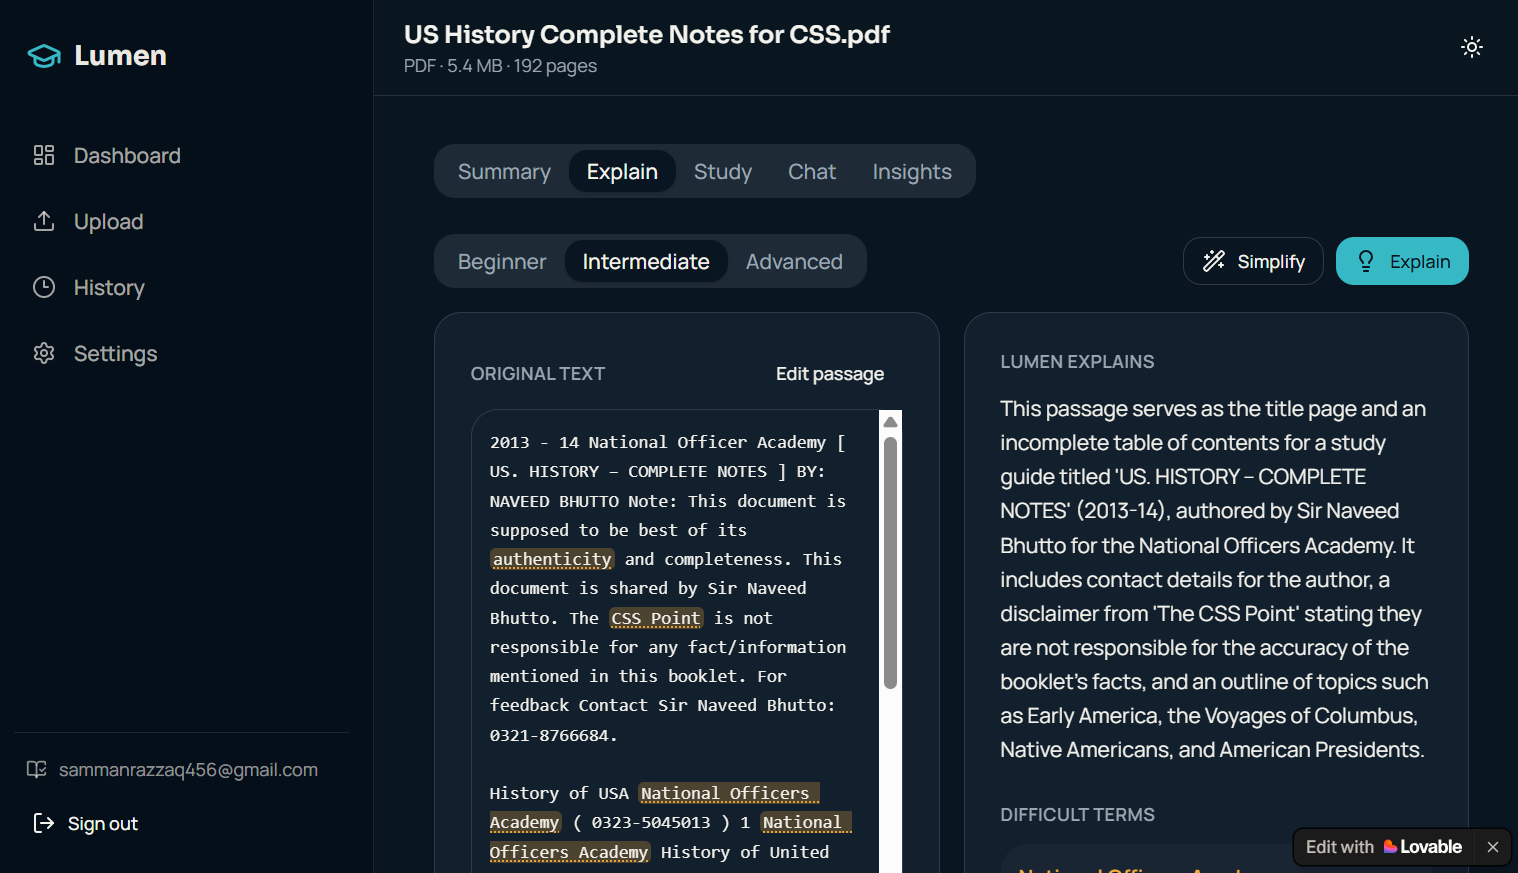 Lumen
Dashboard
Upload
History
Settings
sammanrazzaq456@gmail.com
Sign out
US History Complete Notes for CSS.pdf
PDF · 5.4 MB · 192 pages
Summary Explain Study Chat Insights
Beginner Intermediate Advanced
Simplify Explain
ORIGINAL TEXT Edit passage
2013 - 14 National Officer Academy [
US. HISTORY – COMPLETE NOTES ] BY:
NAVEED BHUTTO Note: This document is
supposed to be best of its
authenticity and completeness. This
document is shared by Sir Naveed
Bhutto. The CSS Point is not
responsible for any fact/information
mentioned in this booklet. For
feedback Contact Sir Naveed Bhutto:
0321-8766684.
History of USA National Officers
Academy ( 0323-5045013 ) 1 National
Officers Academy History of United
LUMEN EXPLAINS
This passage serves as the title page and an
incomplete table of contents for a study
guide titled 'US. HISTORY – COMPLETE
NOTES' (2013-14), authored by Sir Naveed
Bhutto for the National Officers Academy. It
includes contact details for the author, a
disclaimer from 'The CSS Point' stating they
are not responsible for the accuracy of the
booklet's facts, and an outline of topics such
as Early America, the Voyages of Columbus,
Native Americans, and American Presidents.
DIFFICULT TERMS
Edit with Lovable